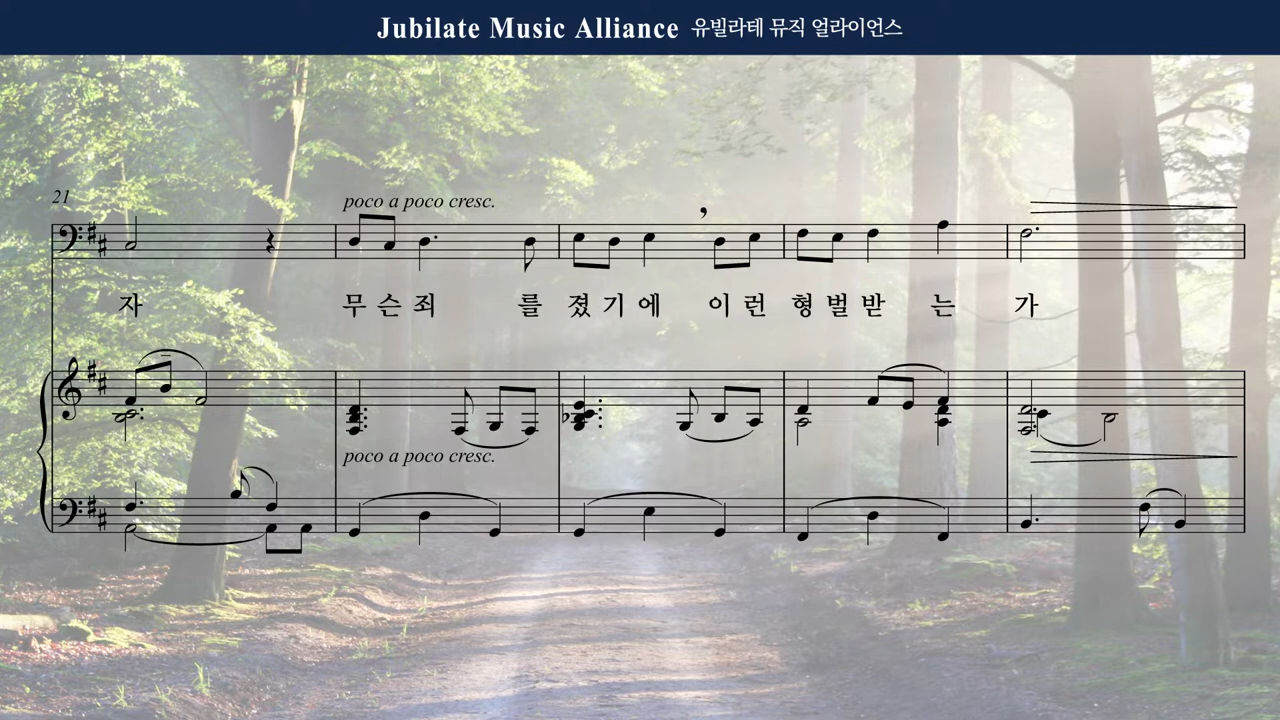 Jubilate Music Alliance 유빌라테 뮤직 얼라이언스
21
poco a poco cresc.
자 무 슨 죄 를 졌 기 에 이 런 형 벌 받 는 가
poco a poco cresc.